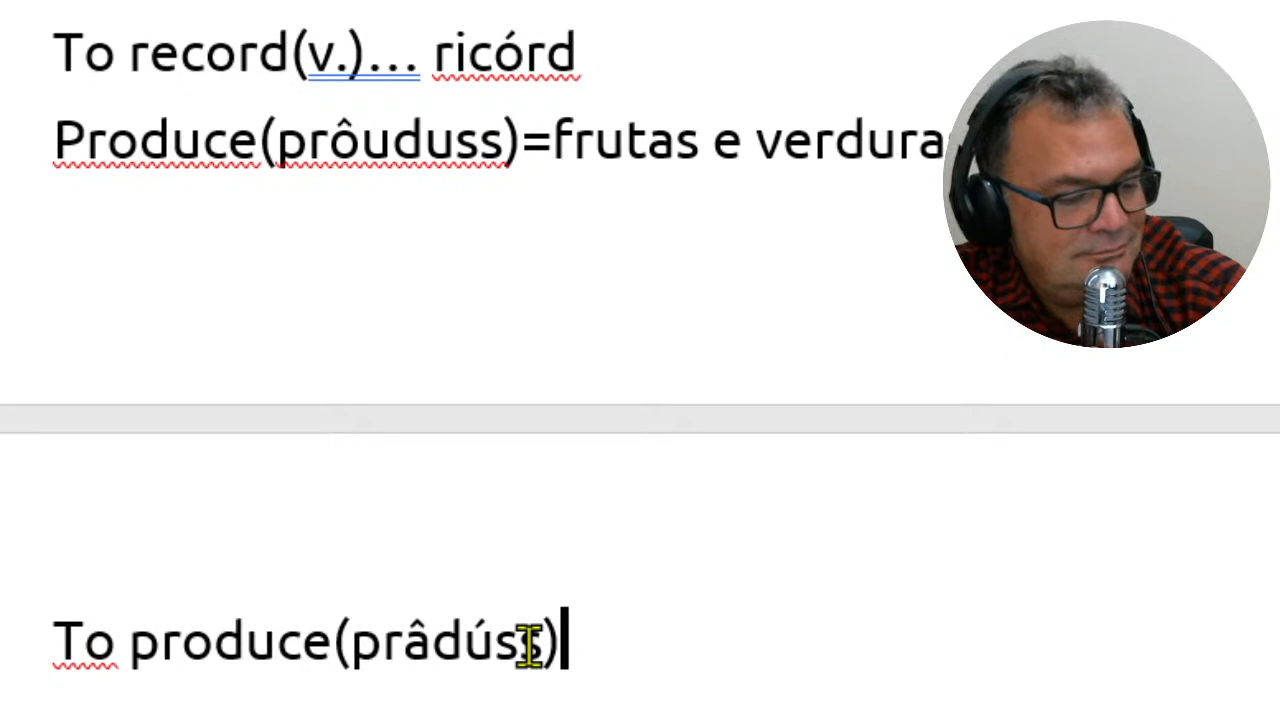 To record(v.)... ricórd
Produce(prôuduss)=frutas e verdura
To produce(prâdúss)